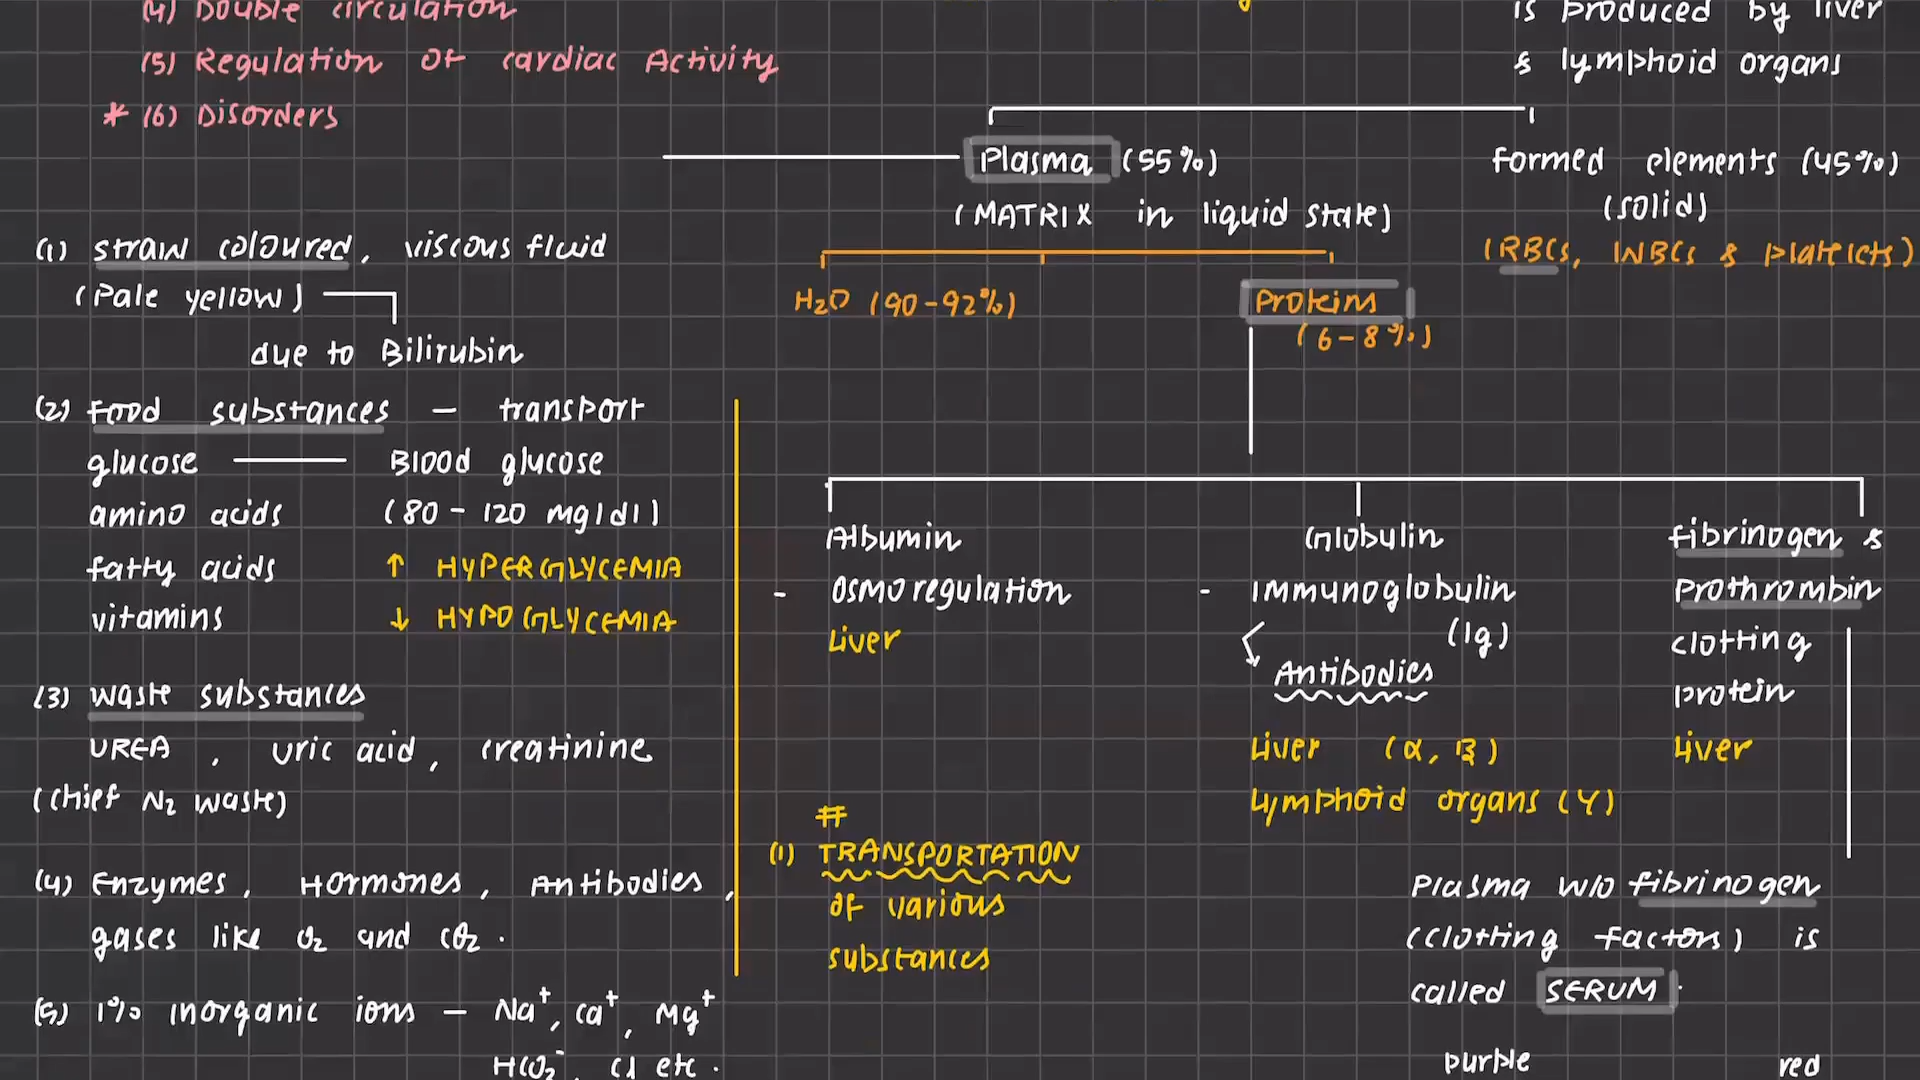 (4) Double circulation
(5) Regulation of cardiac Activity
* (6) Disorders
is produced by liver
& lymphoid organs
Plasma (55%)
(MATRIX in liquid state)
formed elements (45%)
(solid)
(RBCs, WBCs & platelets)
H₂O (90-92%)
Proteins
(6-8%)
(1) straw coloured, viscous fluid
(Pale yellow)
due to Bilirubin
(2) Food substances - transport
glucose — Blood glucose
amino acids (80-120 mg/dl)
fatty acids ↑ HYPERGLYCEMIA
vitamins ↓ HYPOGLYCEMIA
(3) waste substances
UREA, uric acid, creatinine
(chief N₂ waste)
(4) Enzymes, Hormones, Antibodies,
gases like O₂ and CO₂.
(5) 1% inorganic ions - Na⁺, Ca⁺, Mg⁺
HCO₃⁻, Cl etc.
Albumin
- osmoregulation
Liver
Globulin
- Immunoglobulin
(Ig)
Antibodies
Liver (α, β)
Lymphoid organs (γ)
fibrinogen &
Prothrombin
clotting
protein
Liver
#
(1) TRANSPORTATION
of various
substances
Plasma w/o fibrinogen
(clotting factors) is
called SERUM.
purple red